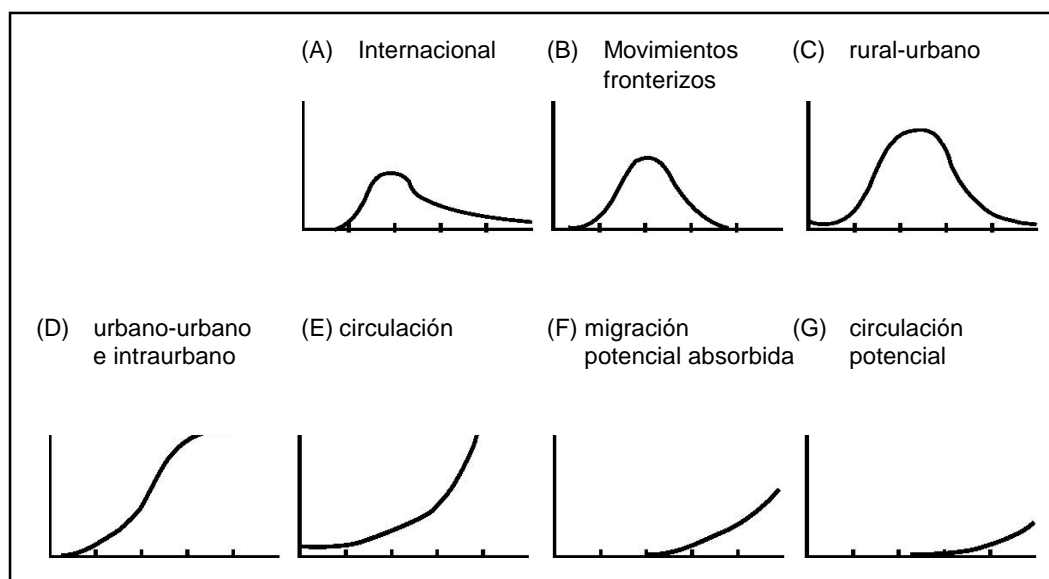 (A) Internacional
(B) Movimientos
fronterizos
(C) rural-urbano
(D) urbano-urbano
e intraurbano
(E) circulación
(F) migración
potencial absorbida
(G) circulación
potencial